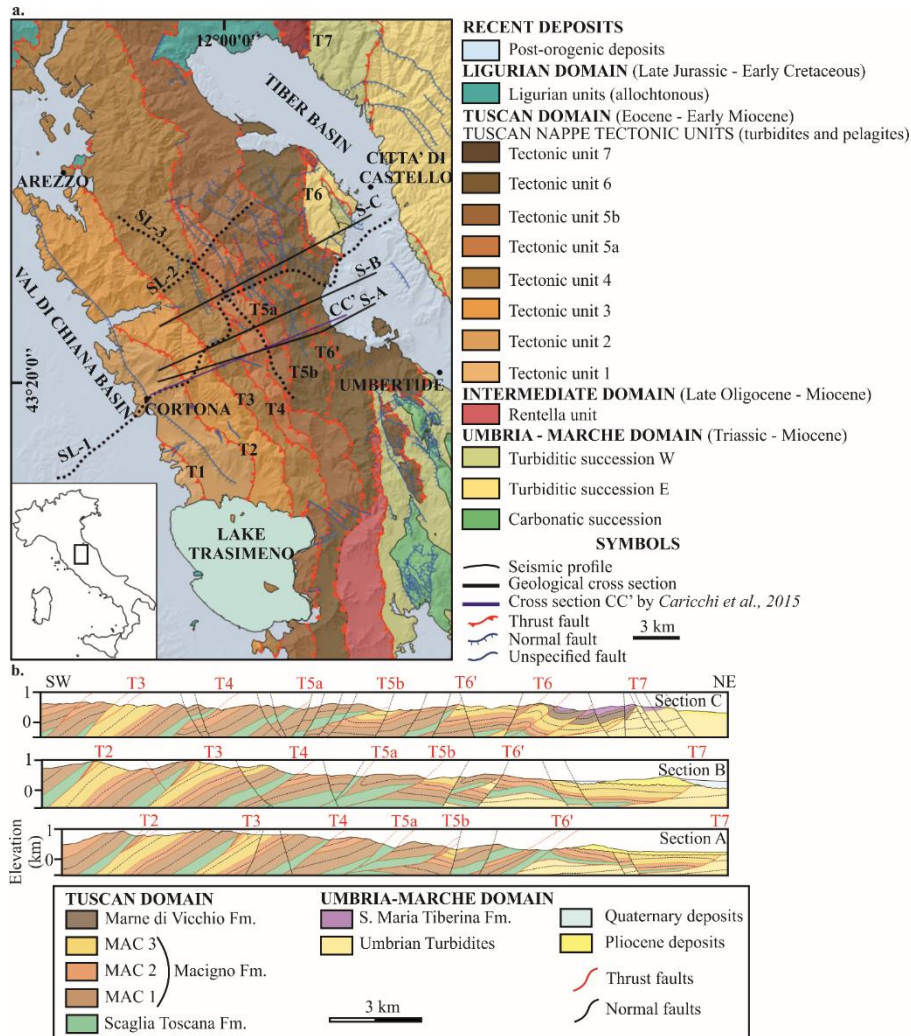 a.
12°00'0''
T7
TIBER BASIN
CITTA' DI
CASTELLO
AREZZO
T6
S-C
SL-3
SL-2
S-B
CC'
S-A
T5a
VAL DI CHIANA BASIN
T6'
T5b
UMBERTIDE
43°20'0''
CORTONA
T3
T4
SL-1
T2
T1
LAKE
TRASIMENO
RECENT DEPOSITS
Post-orogenic deposits
LIGURIAN DOMAIN (Late Jurassic - Early Cretaceous)
Ligurian units (allochtonous)
TUSCAN DOMAIN (Eocene - Early Miocene)
TUSCAN NAPPE TECTONIC UNITS (turbidites and pelagites)
Tectonic unit 7
Tectonic unit 6
Tectonic unit 5b
Tectonic unit 5a
Tectonic unit 4
Tectonic unit 3
Tectonic unit 2
Tectonic unit 1
INTERMEDIATE DOMAIN (Late Oligocene - Miocene)
Rentella unit
UMBRIA - MARCHE DOMAIN (Triassic - Miocene)
Turbiditic succession W
Turbiditic succession E
Carbonatic succession
SYMBOLS
Seismic profile
Geological cross section
Cross section CC' by Caricchi et al., 2015
Thrust fault
Normal fault
Unspecified fault
3 km
b.
SW T3 T4 T5a T5b T6' T6 T7 NE
1
0
Section C
T2 T3 T4 T5a T5b T6' T7
1
0
Section B
T2 T3 T4 T5a T5b T6' T7
1
0
Section A
Elevation
(km)
TUSCAN DOMAIN
Marne di Vicchio Fm.
MAC 3
MAC 2
MAC 1
Macigno Fm.
Scaglia Toscana Fm.
UMBRIA-MARCHE DOMAIN
S. Maria Tiberina Fm.
Umbrian Turbidites
3 km
Quaternary deposits
Pliocene deposits
Thrust faults
Normal faults